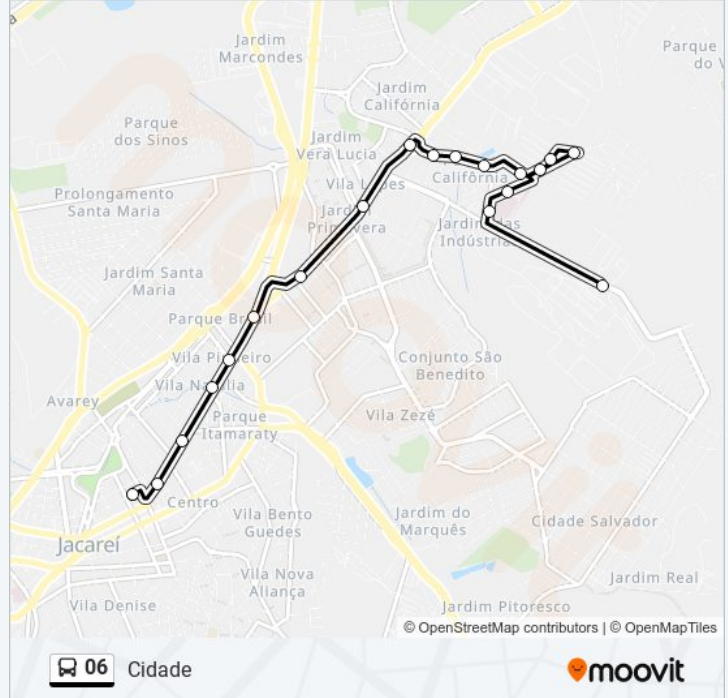 Jardim
Marcondes
Parque
do V
Jardim
Califórnia
Parque
dos Sinos
Jardim
Vera Lucia
Vila Lopes
Califôrnia
Prolongamento
Santa Maria
Jardim
Primavera
Jardim das
Indústrias
Jardim Santa
Maria
Parque Brasil
Vila Pinheiro
Conjunto São
Benedito
Vila Natália
Avarey
Parque
Itamaraty
Vila Zezé
Centro
Vila Bento
Guedes
Jardim do
Marquês
Cidade Salvador
Jacareí
Vila Nova
Aliança
Jardim Real
Vila Denise
Jardim Pitoresco
© OpenStreetMap contributors | © OpenMapTiles
06 Cidade
moovit